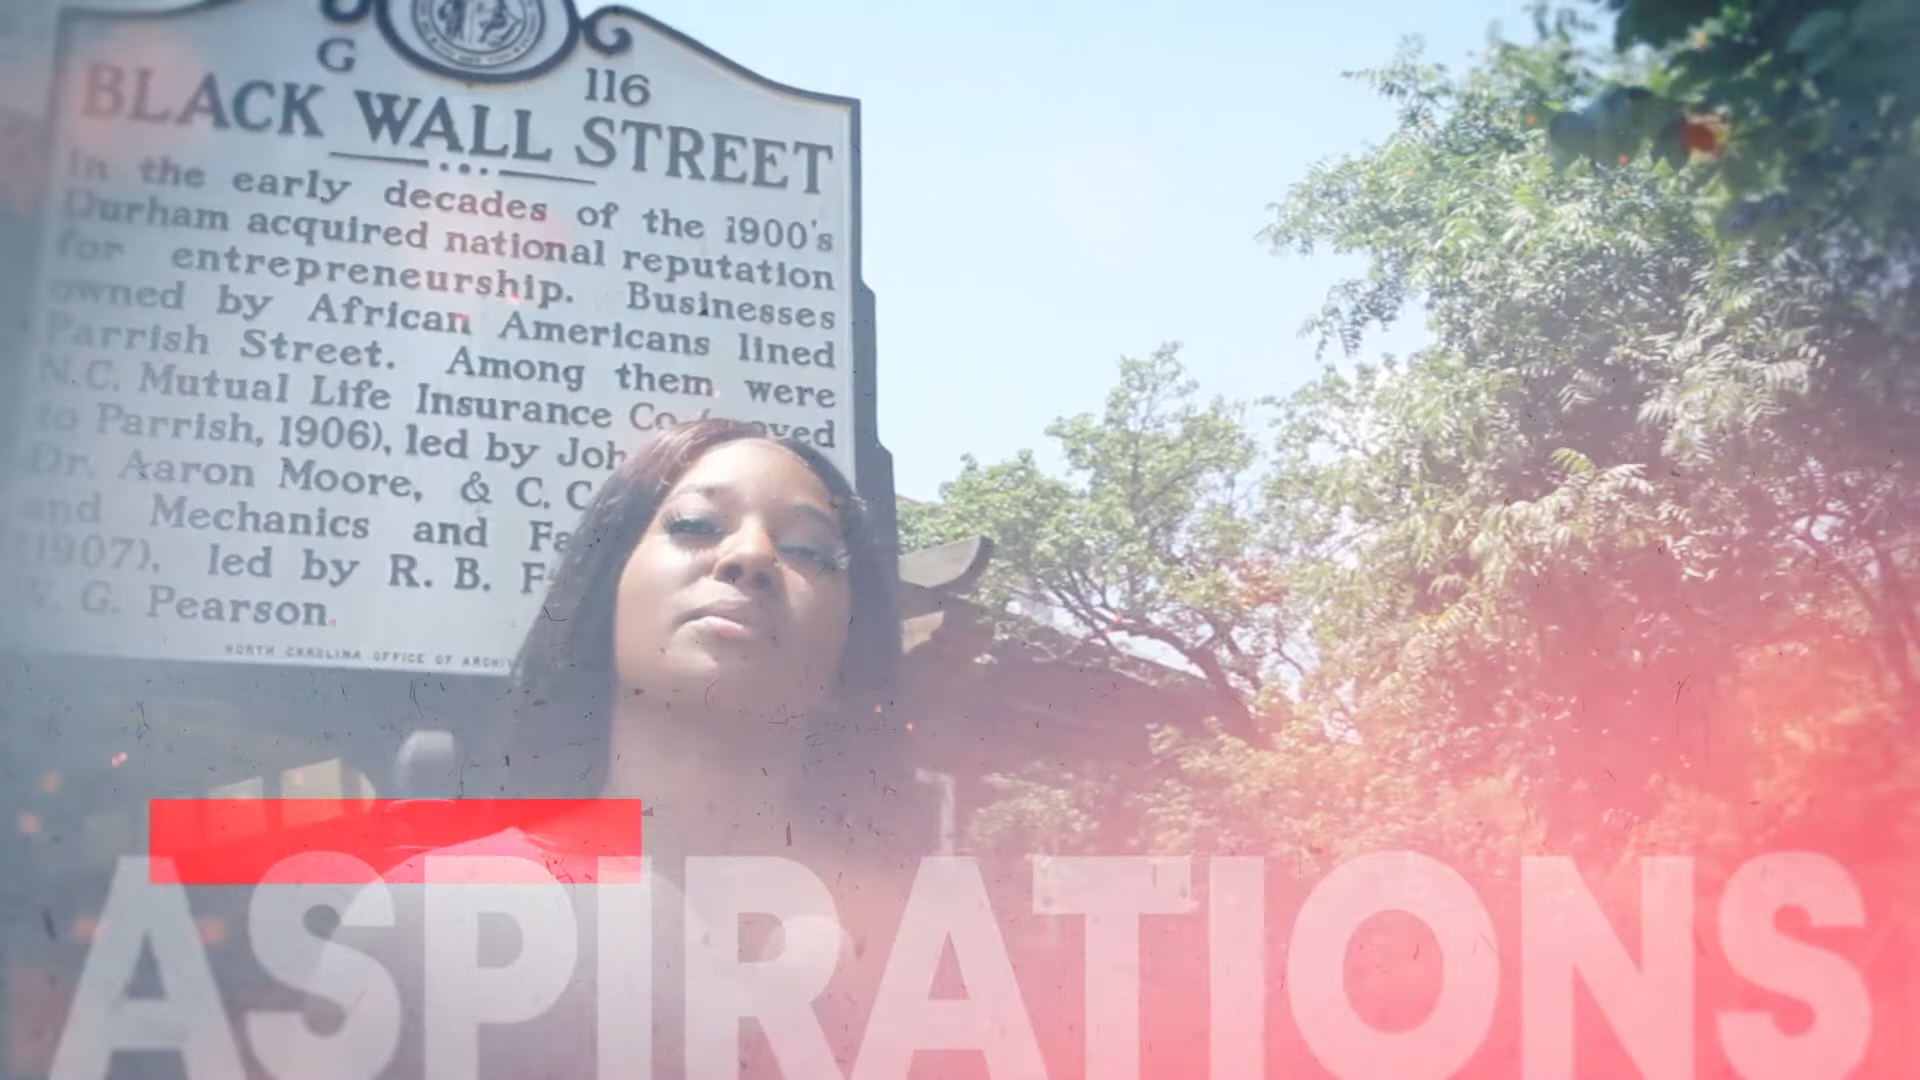 G 116
BLACK WALL STREET
In the early decades of the 1900's
Durham acquired national reputation
for entrepreneurship. Businesses
owned by African Americans lined
Parrish Street. Among them were
N.C. Mutual Life Insurance Co
to Parrish, 1906), led by
Dr. Aaron Moore, & C. C
and Mechanics and
(1907), led by R. B.
W. G. Pearson.
NORTH CAROLINA OFFICE OF
ASPIRATIONS